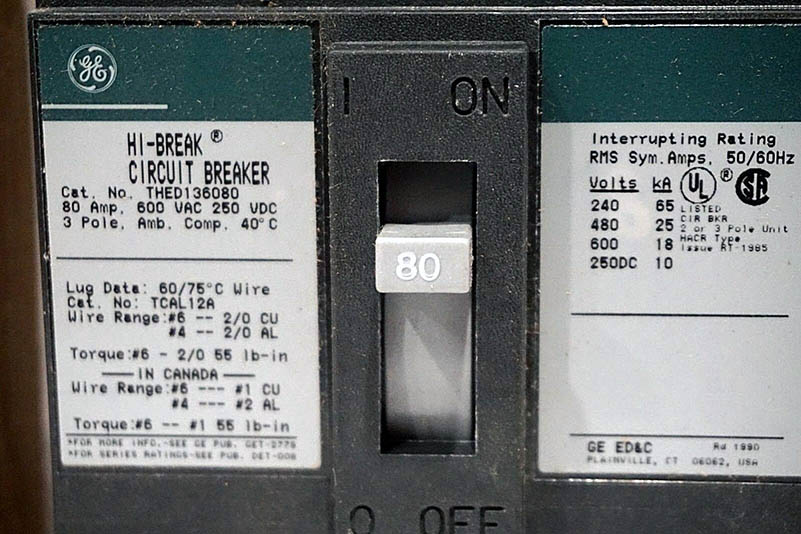 GE
HI-BREAK ®
CIRCUIT BREAKER
Cat. No. THED136080
80 Amp, 600 VAC 250 VDC
3 Pole, Amb. Comp. 40°C
Lug Data: 60/75°C Wire
Cat. No: TCAL12A
Wire Range:#6 -- 2/0 CU
#4 -- 2/0 AL
Torque:#6 - 2/0 55 lb-in
IN CANADA
Wire Range:#6 --- #1 CU
#4 --- #2 AL
Torque:#6 -- #1 55 lb-in
*FOR MORE INFO.-SEE GE PUB. GET-2779
*FOR SERIES RATINGS-SEE PUB. DET-008
I ON
80
O OFF
Interrupting Rating
RMS Sym. Amps, 50/60Hz
Volts kA UL ® SA
240 65 LISTED
CIR BKR
480 25 2 or 3 Pole Unit
HACR Type
600 18 Issue RT-1985
250DC 10
GE ED&C Rd 1990
PLAINVILLE, CT 06062, USA